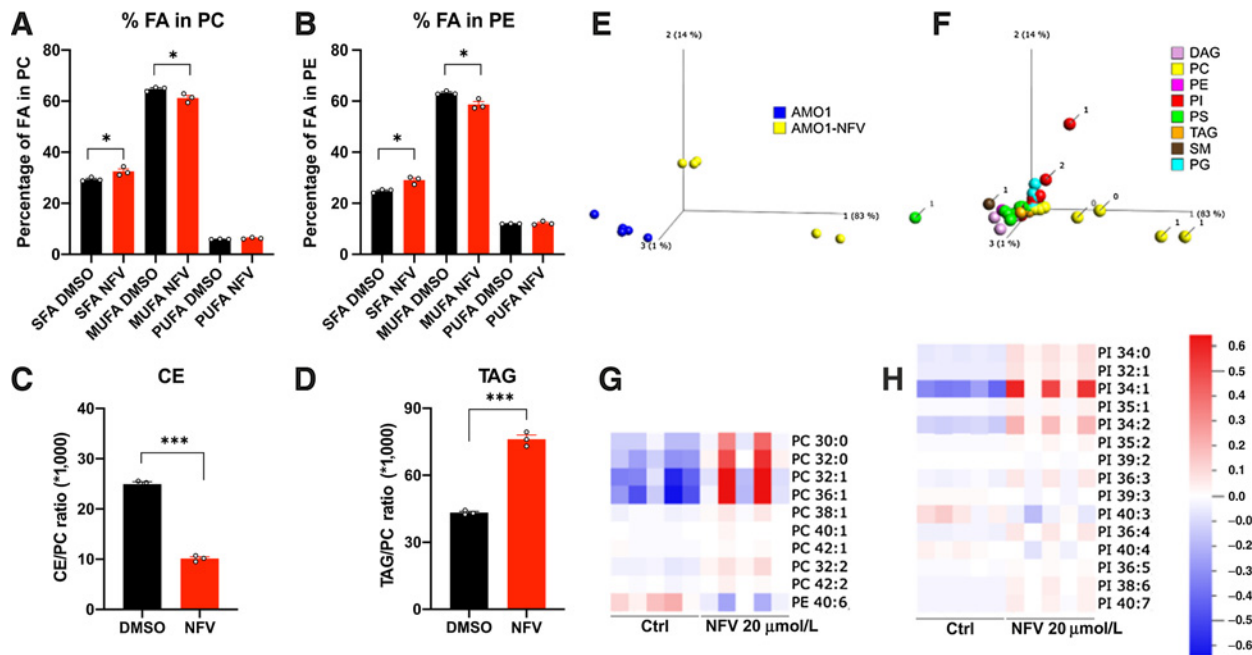 A
% FA in PC
Percentage of FA in PC
80
60
40
20
0
*
*
SFA DMSO
SFA NFV
MUFA DMSO
MUFA NFV
PUFA DMSO
PUFA NFV
B
% FA in PE
Percentage of FA in PE
80
60
40
20
0
*
*
SFA DMSO
SFA NFV
MUFA DMSO
MUFA NFV
PUFA DMSO
PUFA NFV
E
2 (14 %)
1 (83 %)
3 (1 %)
AMO1
AMO1-NFV
F
2 (14 %)
1 (83 %)
3 (1 %)
1
2
1
1
0
0
1
1
DAG
PC
PE
PI
PS
TAG
SM
PG
C
CE
CE/PC ratio (*1,000)
40
30
20
10
0
***
DMSO
NFV
D
TAG
TAG/PC ratio (*1,000)
90
60
30
0
***
DMSO
NFV
G
PC 30:0
PC 32:0
PC 32:1
PC 36:1
PC 38:1
PC 40:1
PC 42:1
PC 32:2
PC 42:2
PE 40:6
Ctrl
NFV 20 µmol/L
H
PI 34:0
PI 32:1
PI 34:1
PI 35:1
PI 34:2
PI 35:2
PI 39:2
PI 36:3
PI 39:3
PI 40:3
PI 36:4
PI 40:4
PI 36:5
PI 38:6
PI 40:7
Ctrl
NFV 20 µmol/L
0.6
0.5
0.4
0.3
0.2
0.1
0.0
−0.1
−0.2
−0.3
−0.4
−0.5
−0.6